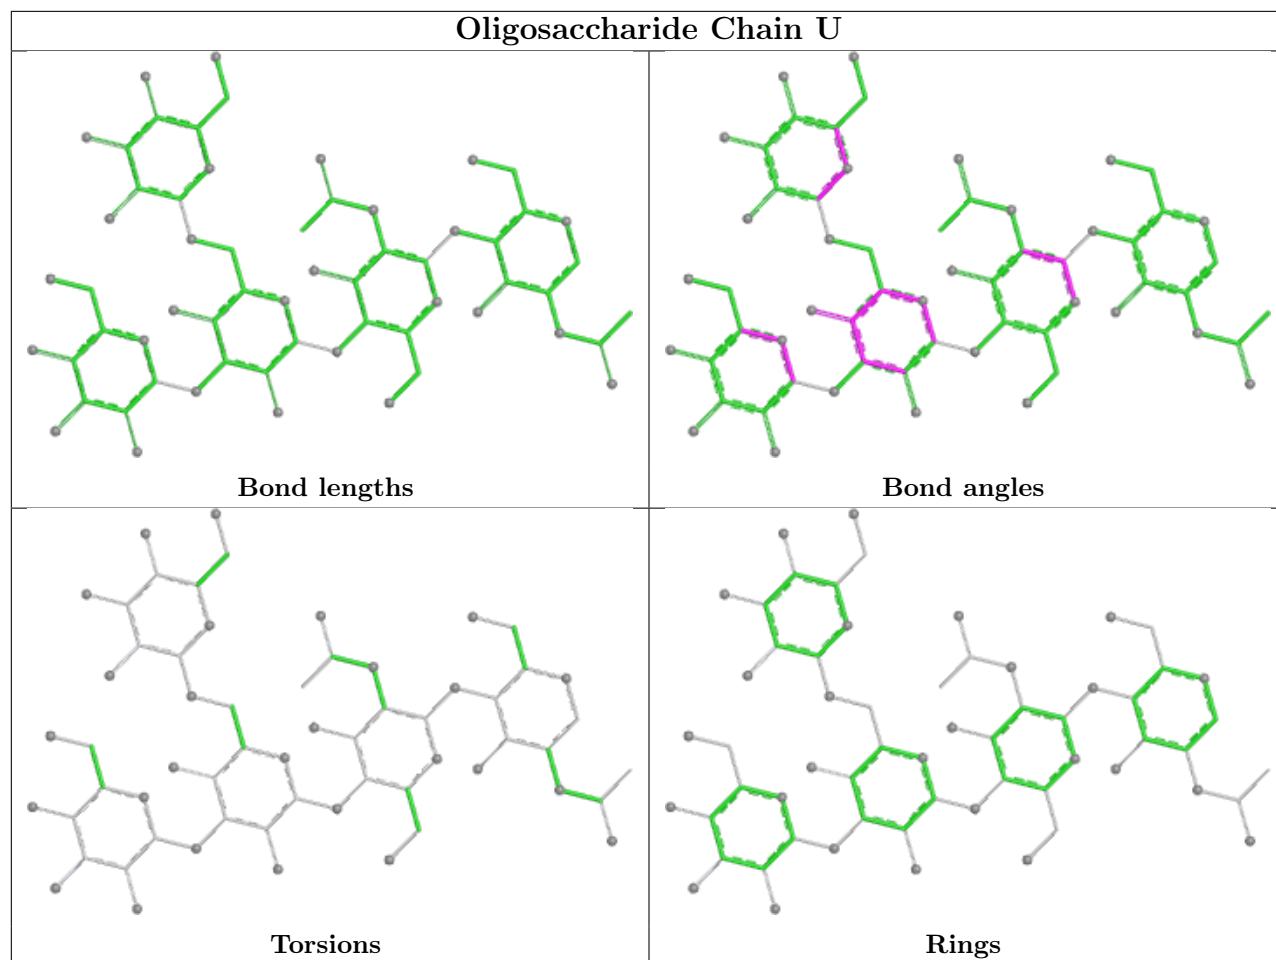 Oligosaccharide Chain U
Bond lengths
Bond angles
Torsions
Rings